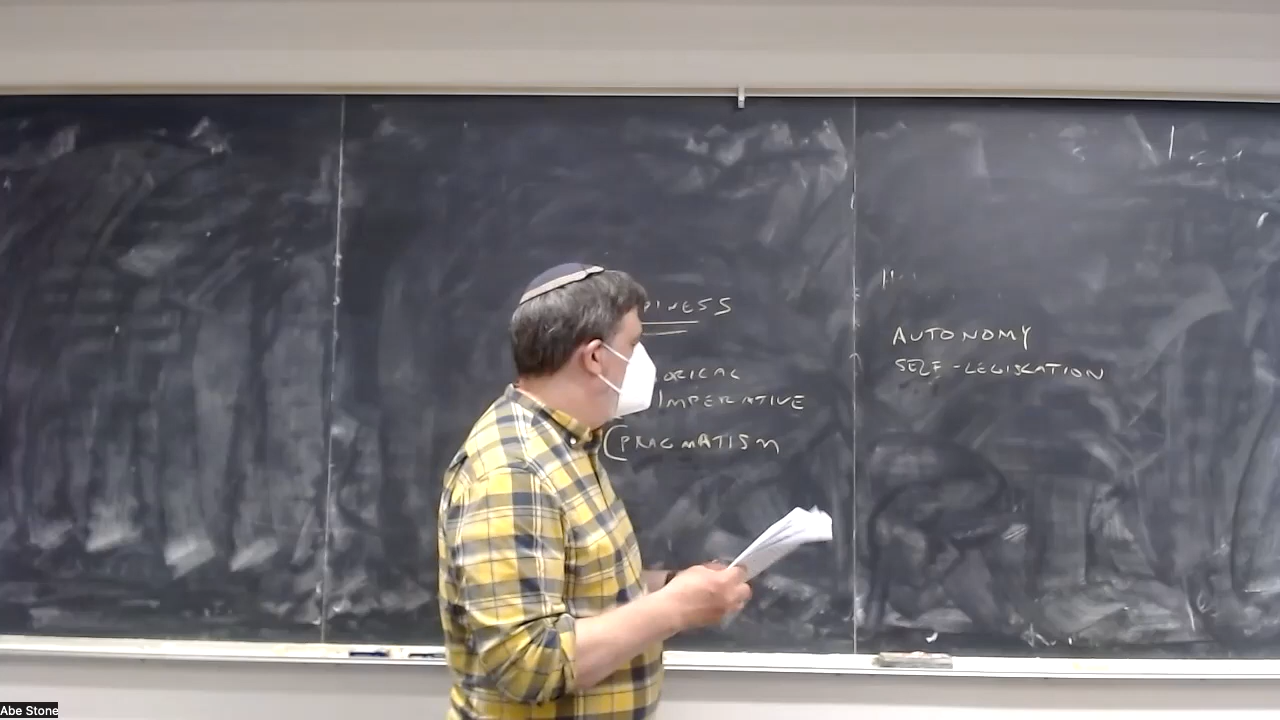 PINESS
ORICAL
IMPERATIVE
(PRAGMATISM
AUTONOMY
SELF-LEGISLATION
Abe Stone